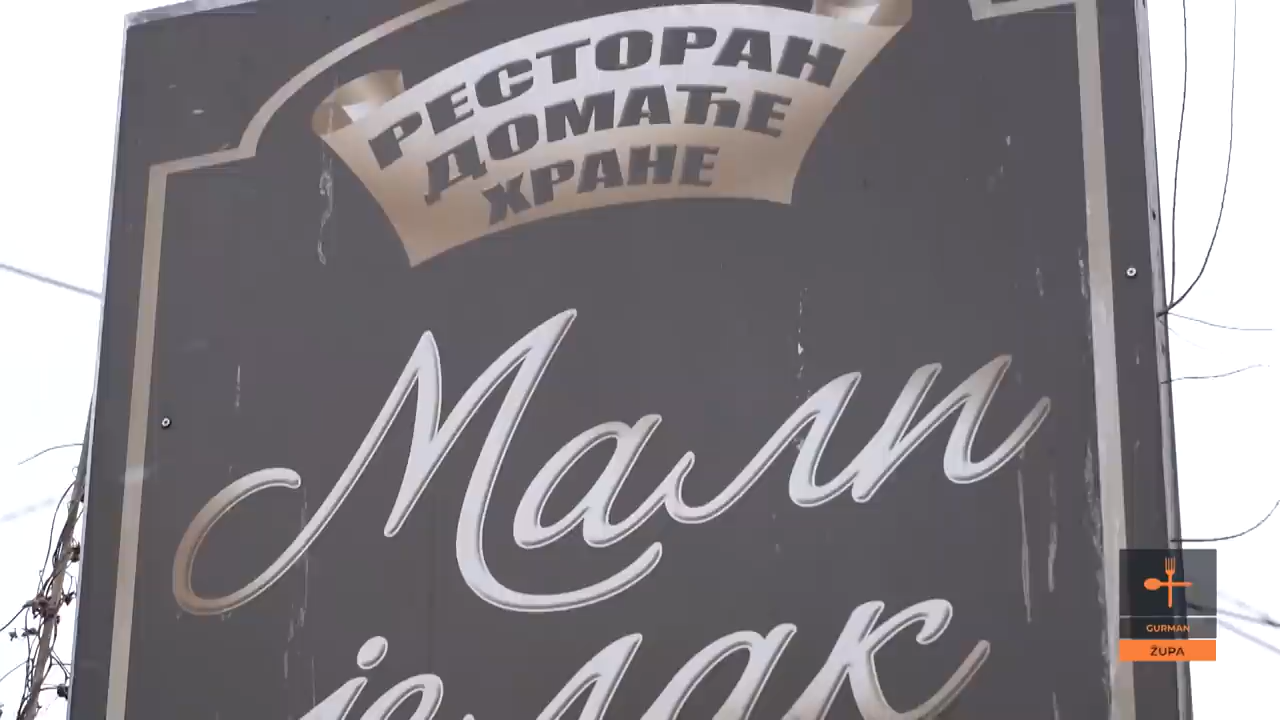 РЕСТОРАН
ДОМАЋЕ
ХРАНЕ
Мали
GURMAN
ŽUPA